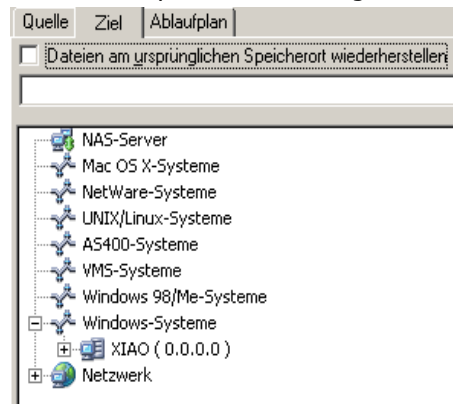 Quelle Ziel Ablaufplan
Dateien am ursprünglichen Speicherort wiederherstellen
NAS-Server
Mac OS X-Systeme
NetWare-Systeme
UNIX/Linux-Systeme
AS400-Systeme
VMS-Systeme
Windows 98/Me-Systeme
Windows-Systeme
XIAO ( 0.0.0.0 )
Netzwerk